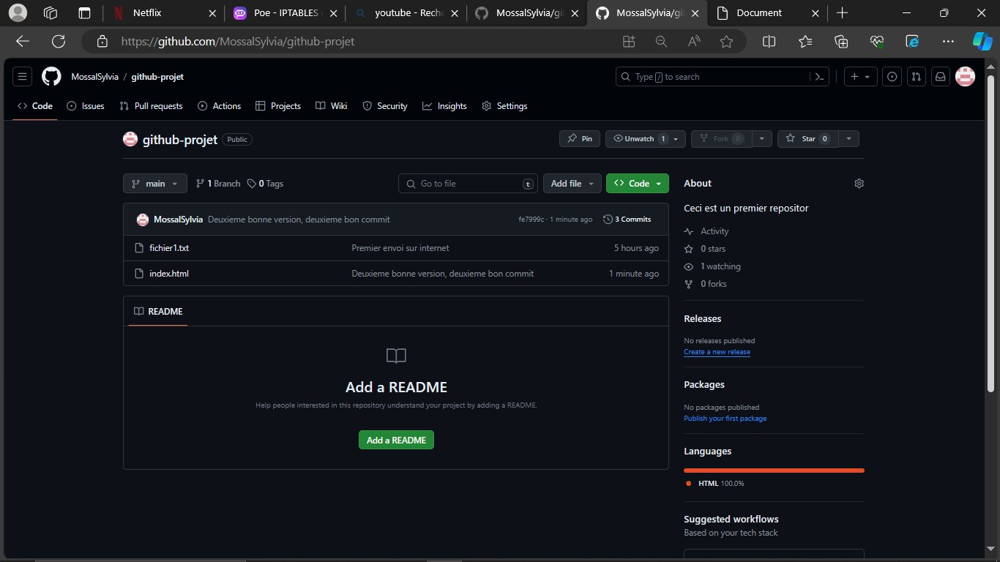 Netflix
Poe - IPTABLES
youtube - Reche
MossalSylvia/git
MossalSylvia/git
Document
https://github.com/MossalSylvia/github-projet
MossalSylvia / github-projet
Type / to search
Code
Issues
Pull requests
Actions
Projects
Wiki
Security
Insights
Settings
github-projet Public
Pin
Unwatch 1
Fork 0
Star 0
main
1 Branch
0 Tags
Go to file t
Add file
Code
MossalSylvia Deuxieme bonne version, deuxieme bon commit
fe7999c · 1 minute ago
3 Commits
fichier1.txt Premier envoi sur internet 5 hours ago
index.html Deuxieme bonne version, deuxieme bon commit 1 minute ago
README
Add a README
Help people interested in this repository understand your project by adding a README.
Add a README
About
Ceci est un premier repositor
Activity
0 stars
1 watching
0 forks
Releases
No releases published
Create a new release
Packages
No packages published
Publish your first package
Languages
HTML 100.0%
Suggested workflows
Based on your tech stack